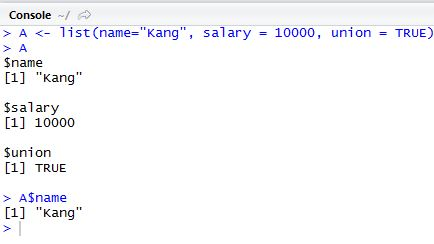 Console ~/
> A <- list(name="Kang", salary = 10000, union = TRUE)
> A
$name
[1] "Kang"
$salary
[1] 10000
$union
[1] TRUE
> A$name
[1] "Kang"
>